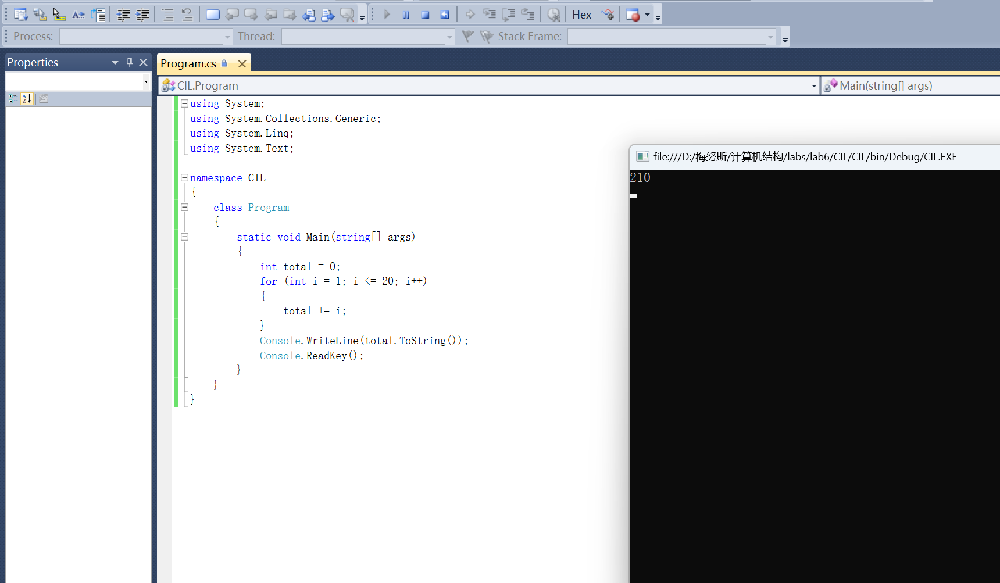 Hex
Process: Thread: Stack Frame:
Properties
Program.cs
CIL.Program
Main(string[] args)
using System;
using System.Collections.Generic;
using System.Linq;
using System.Text;
namespace CIL
{
class Program
{
static void Main(string[] args)
{
int total = 0;
for (int i = 1; i <= 20; i++)
{
total += i;
}
Console.WriteLine(total.ToString());
Console.ReadKey();
}
}
}
file:///D:/梅努斯/计算机结构/labs/lab6/CIL/CIL/bin/Debug/CIL.EXE
210